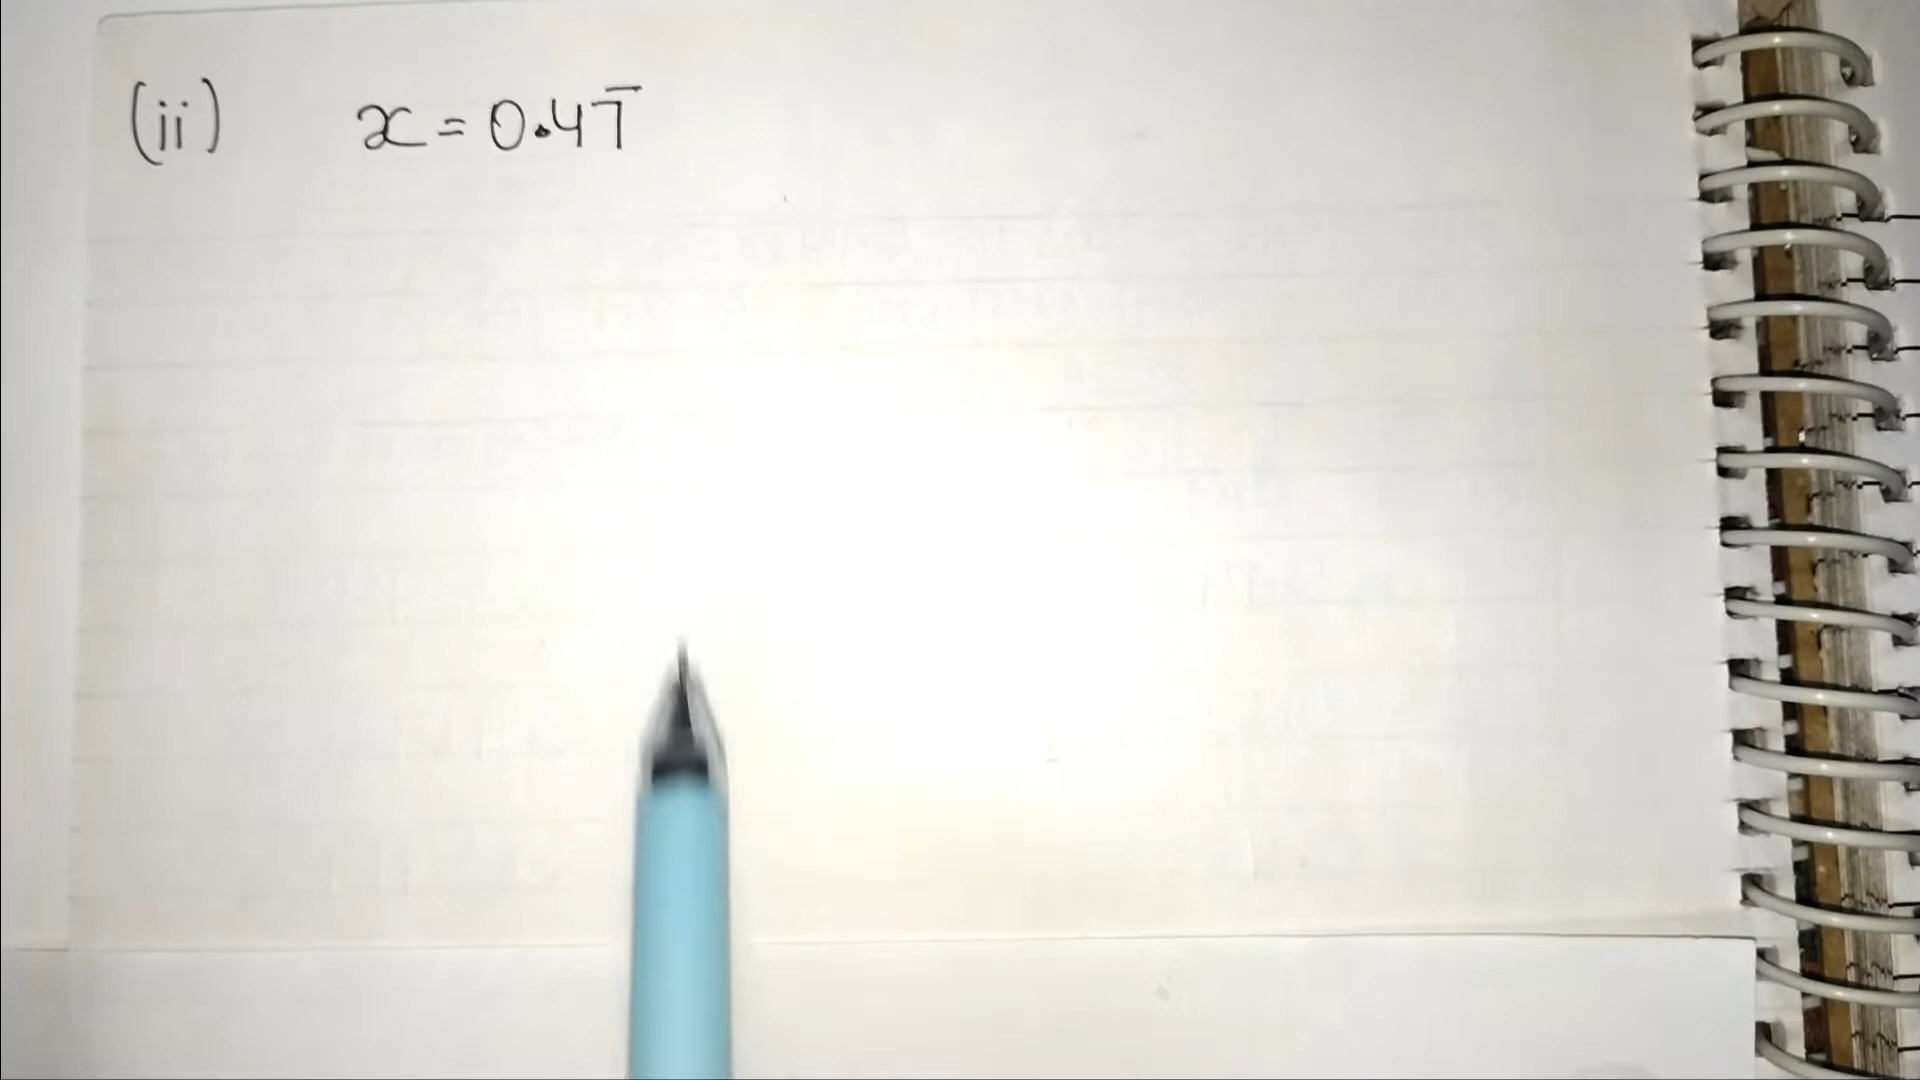 (ii) x = 0.47̅